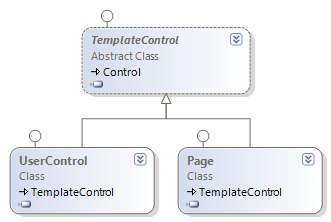 TemplateControl
Abstract Class
Control
UserControl
Class
TemplateControl
Page
Class
TemplateControl